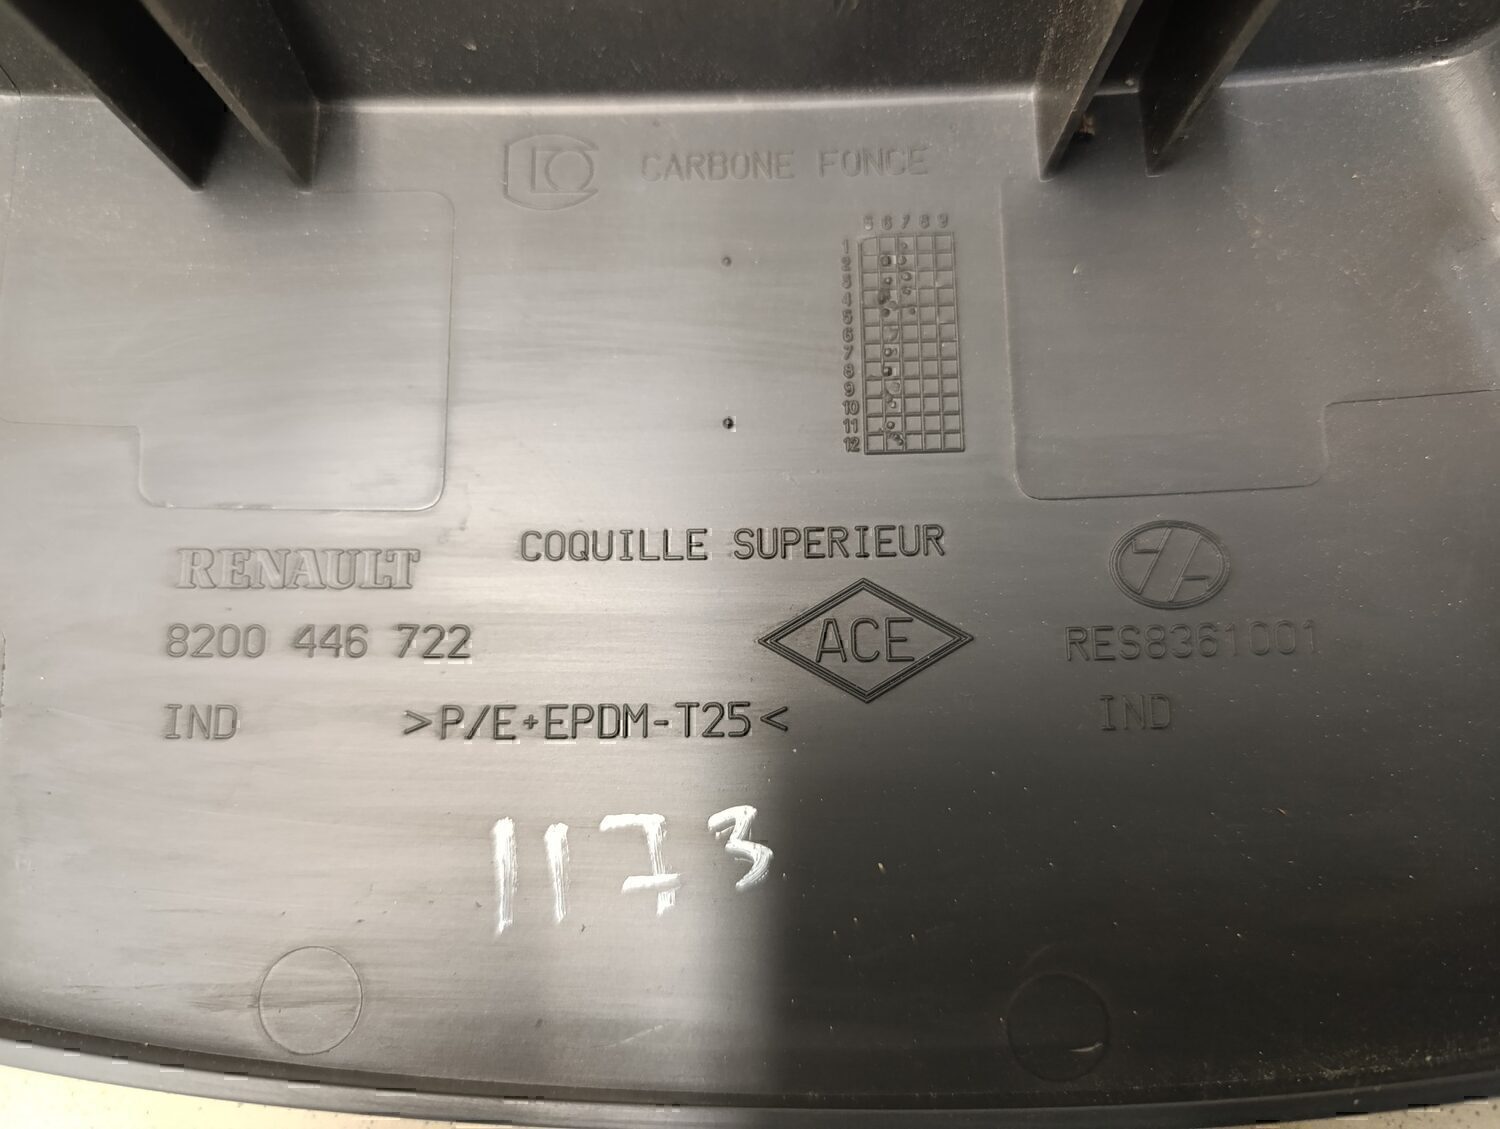 CARBONE FONCE
5 6 7 8 9
1
2
3
4
5
6
7
8
9
10
11
12
COQUILLE SUPERIEUR
RENAULT
8200 446 722
ACE
RES8361001
IND
>P/E+EPDM-T25<
IND
1173